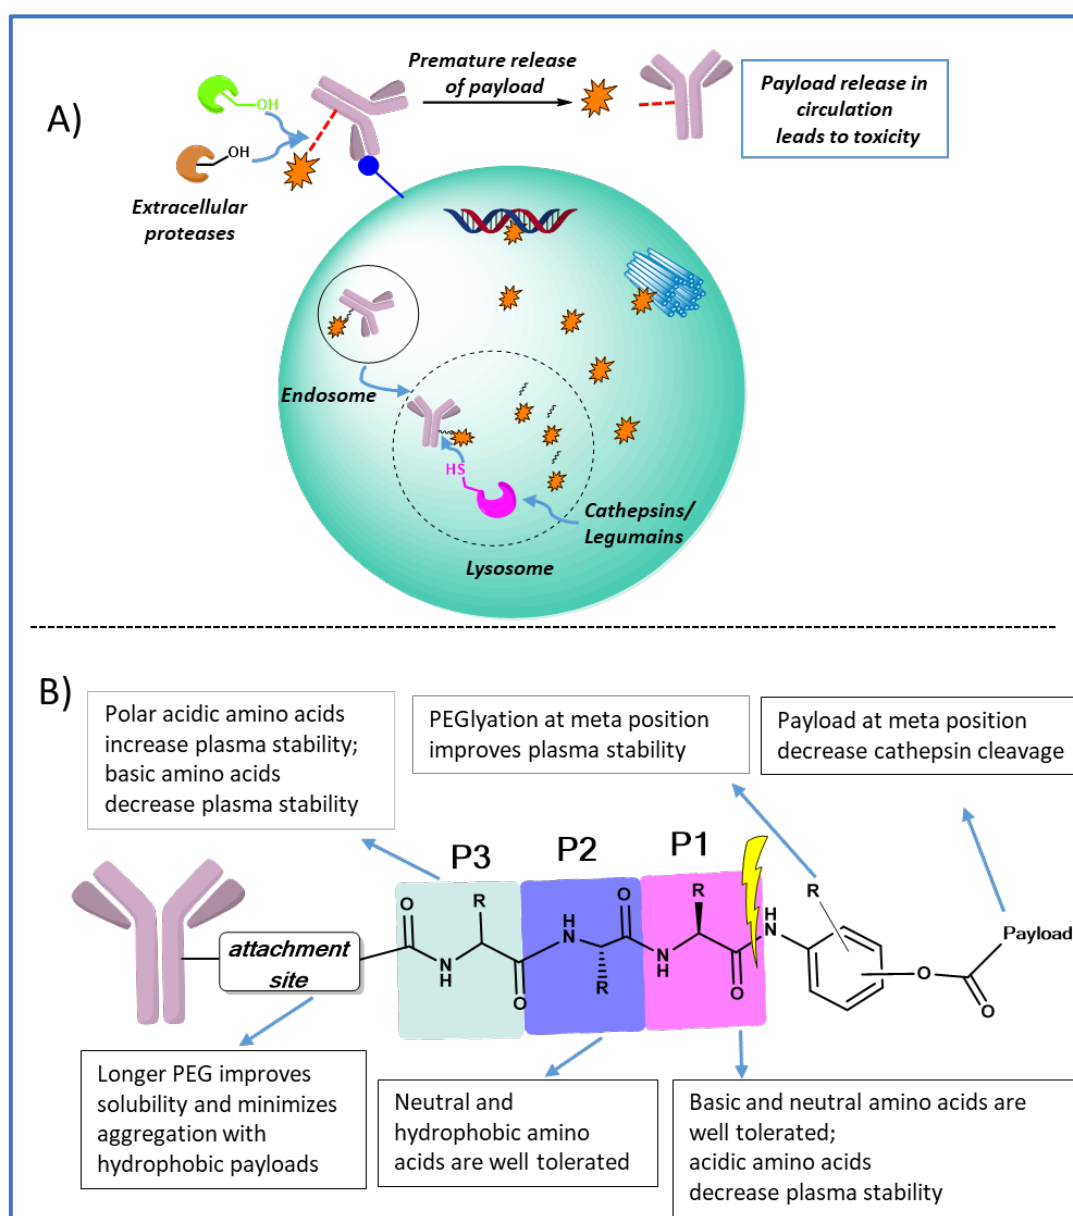 A)
Premature release
of payload
Payload release in
circulation
leads to toxicity
OH
OH
Extracellular
proteases
Endosome
HS
Cathepsins/
Legumains
Lysosome
B)
Polar acidic amino acids
increase plasma stability;
basic amino acids
decrease plasma stability
PEGlyation at meta position
improves plasma stability
Payload at meta position
decrease cathepsin cleavage
P3
P2
P1
attachment
site
O
N
H
R
O
H
N
R
O
N
H
R
O
H
N
R
O
O
Payload
Longer PEG improves
solubility and minimizes
aggregation with
hydrophobic payloads
Neutral and
hydrophobic amino
acids are well tolerated
Basic and neutral amino acids are
well tolerated;
acidic amino acids
decrease plasma stability